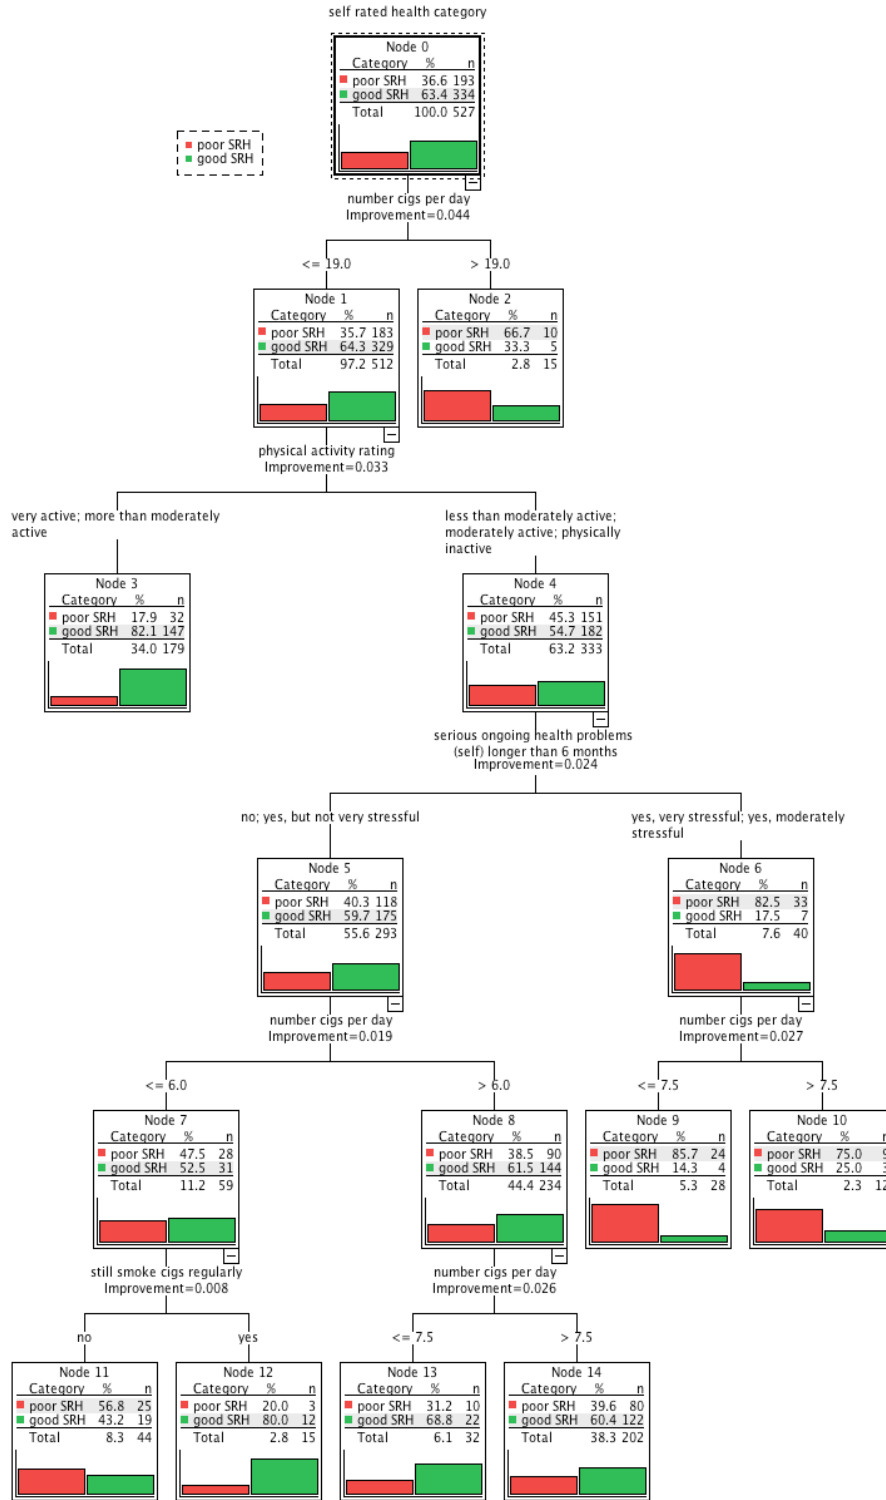 self rated health category
Node 0
Category % n
poor SRH 36.6 193
good SRH 63.4 334
Total 100.0 527
poor SRH
good SRH
number cigs per day
Improvement=0.044
<= 19.0 > 19.0
Node 1
Category % n
poor SRH 35.7 183
good SRH 64.3 329
Total 97.2 512
Node 2
Category % n
poor SRH 66.7 10
good SRH 33.3 5
Total 2.8 15
physical activity rating
Improvement=0.033
very active; more than moderately
active
less than moderately active;
moderately active; physically
inactive
Node 3
Category % n
poor SRH 17.9 32
good SRH 82.1 147
Total 34.0 179
Node 4
Category % n
poor SRH 45.3 151
good SRH 54.7 182
Total 63.2 333
serious ongoing health problems
(self) longer than 6 months
Improvement=0.024
no; yes, but not very stressful
yes, very stressful; yes, moderately
stressful
Node 5
Category % n
poor SRH 40.3 118
good SRH 59.7 175
Total 55.6 293
Node 6
Category % n
poor SRH 82.5 33
good SRH 17.5 7
Total 7.6 40
number cigs per day
Improvement=0.019
number cigs per day
Improvement=0.027
<= 6.0 > 6.0 <= 7.5 > 7.5
Node 7
Category % n
poor SRH 47.5 28
good SRH 52.5 31
Total 11.2 59
Node 8
Category % n
poor SRH 38.5 90
good SRH 61.5 144
Total 44.4 234
Node 9
Category % n
poor SRH 85.7 24
good SRH 14.3 4
Total 5.3 28
Node 10
Category % n
poor SRH 75.0 9
good SRH 25.0 3
Total 2.3 12
still smoke cigs regularly
Improvement=0.008
number cigs per day
Improvement=0.026
no yes <= 7.5 > 7.5
Node 11
Category % n
poor SRH 56.8 25
good SRH 43.2 19
Total 8.3 44
Node 12
Category % n
poor SRH 20.0 3
good SRH 80.0 12
Total 2.8 15
Node 13
Category % n
poor SRH 31.2 10
good SRH 68.8 22
Total 6.1 32
Node 14
Category % n
poor SRH 39.6 80
good SRH 60.4 122
Total 38.3 202